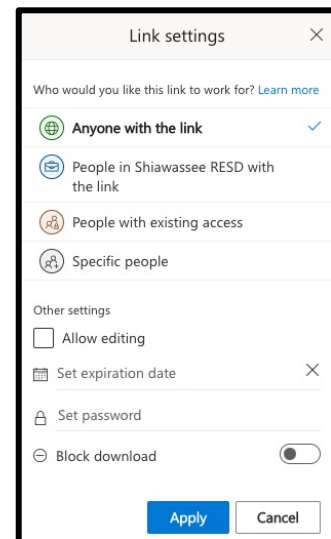 Link settings
Who would you like this link to work for? Learn more
Anyone with the link
People in Shiawassee RESD with
the link
People with existing access
Specific people
Other settings
Allow editing
Set expiration date
Set password
Block download
Apply Cancel